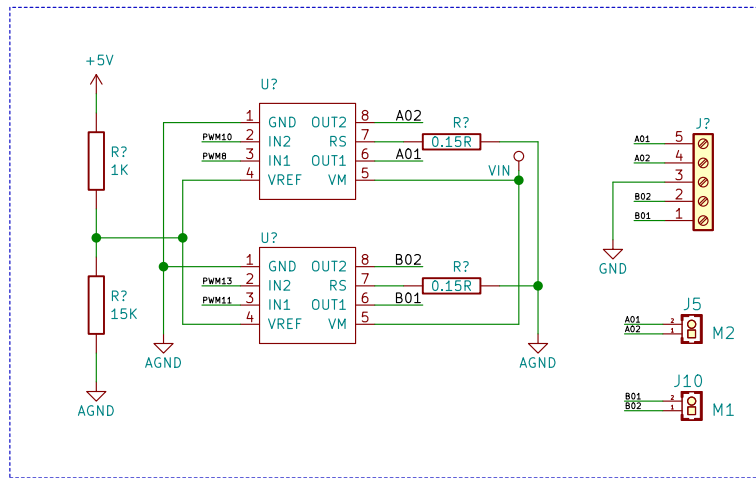 +5V
R?
1K
R?
15K
AGND
U?
1 GND OUT2 8 A02
PWM10 2 IN2 RS 7
PWM8 3 IN1 OUT1 6 A01
4 VREF VM 5
R?
0.15R
VIN
U?
1 GND OUT2 8 B02
PWM13 2 IN2 RS 7
PWM11 3 IN1 OUT1 6 B01
4 VREF VM 5
R?
0.15R
AGND
AGND
J?
A01 5
A02 4
3
B02 2
B01 1
GND
J5
A01 2
A02 1
M2
J10
B01 2
B02 1
M1